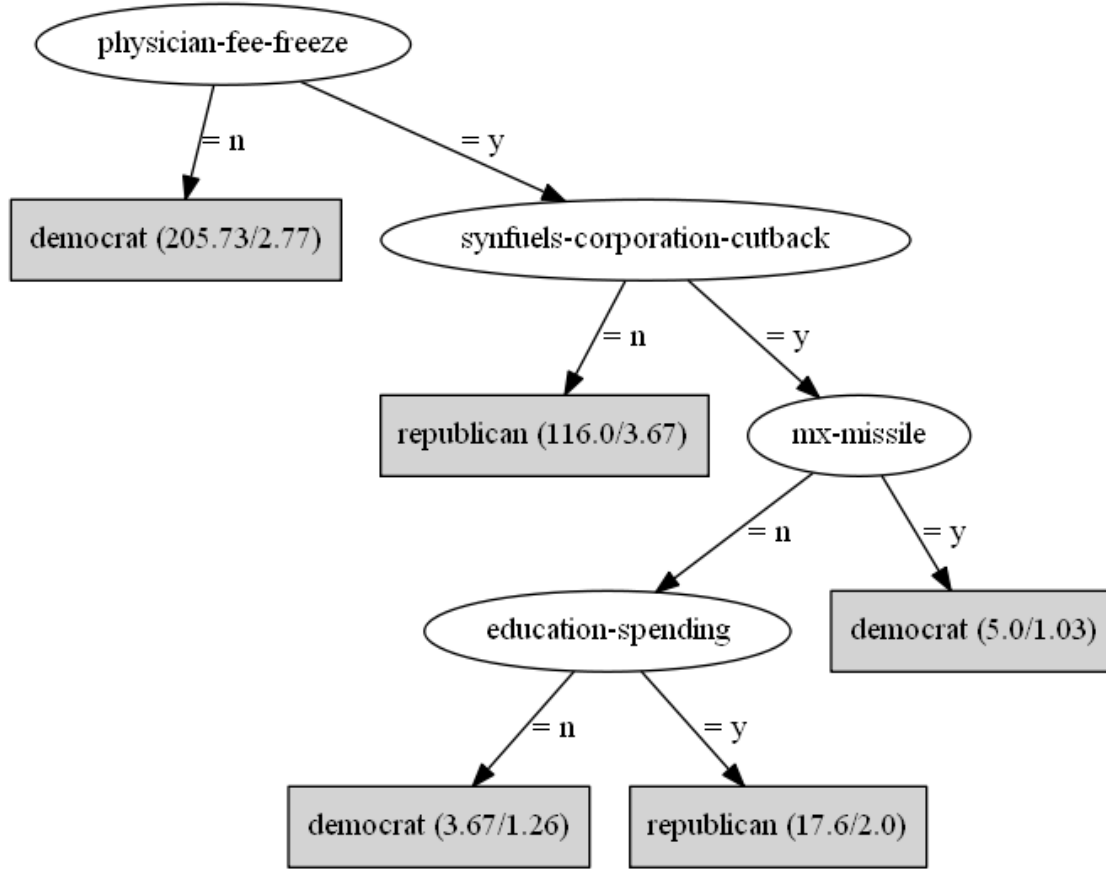 physician-fee-freeze
= n
= y
democrat (205.73/2.77)
synfuels-corporation-cutback
= n
= y
republican (116.0/3.67)
mx-missile
= n
= y
education-spending
democrat (5.0/1.03)
= n
= y
democrat (3.67/1.26)
republican (17.6/2.0)